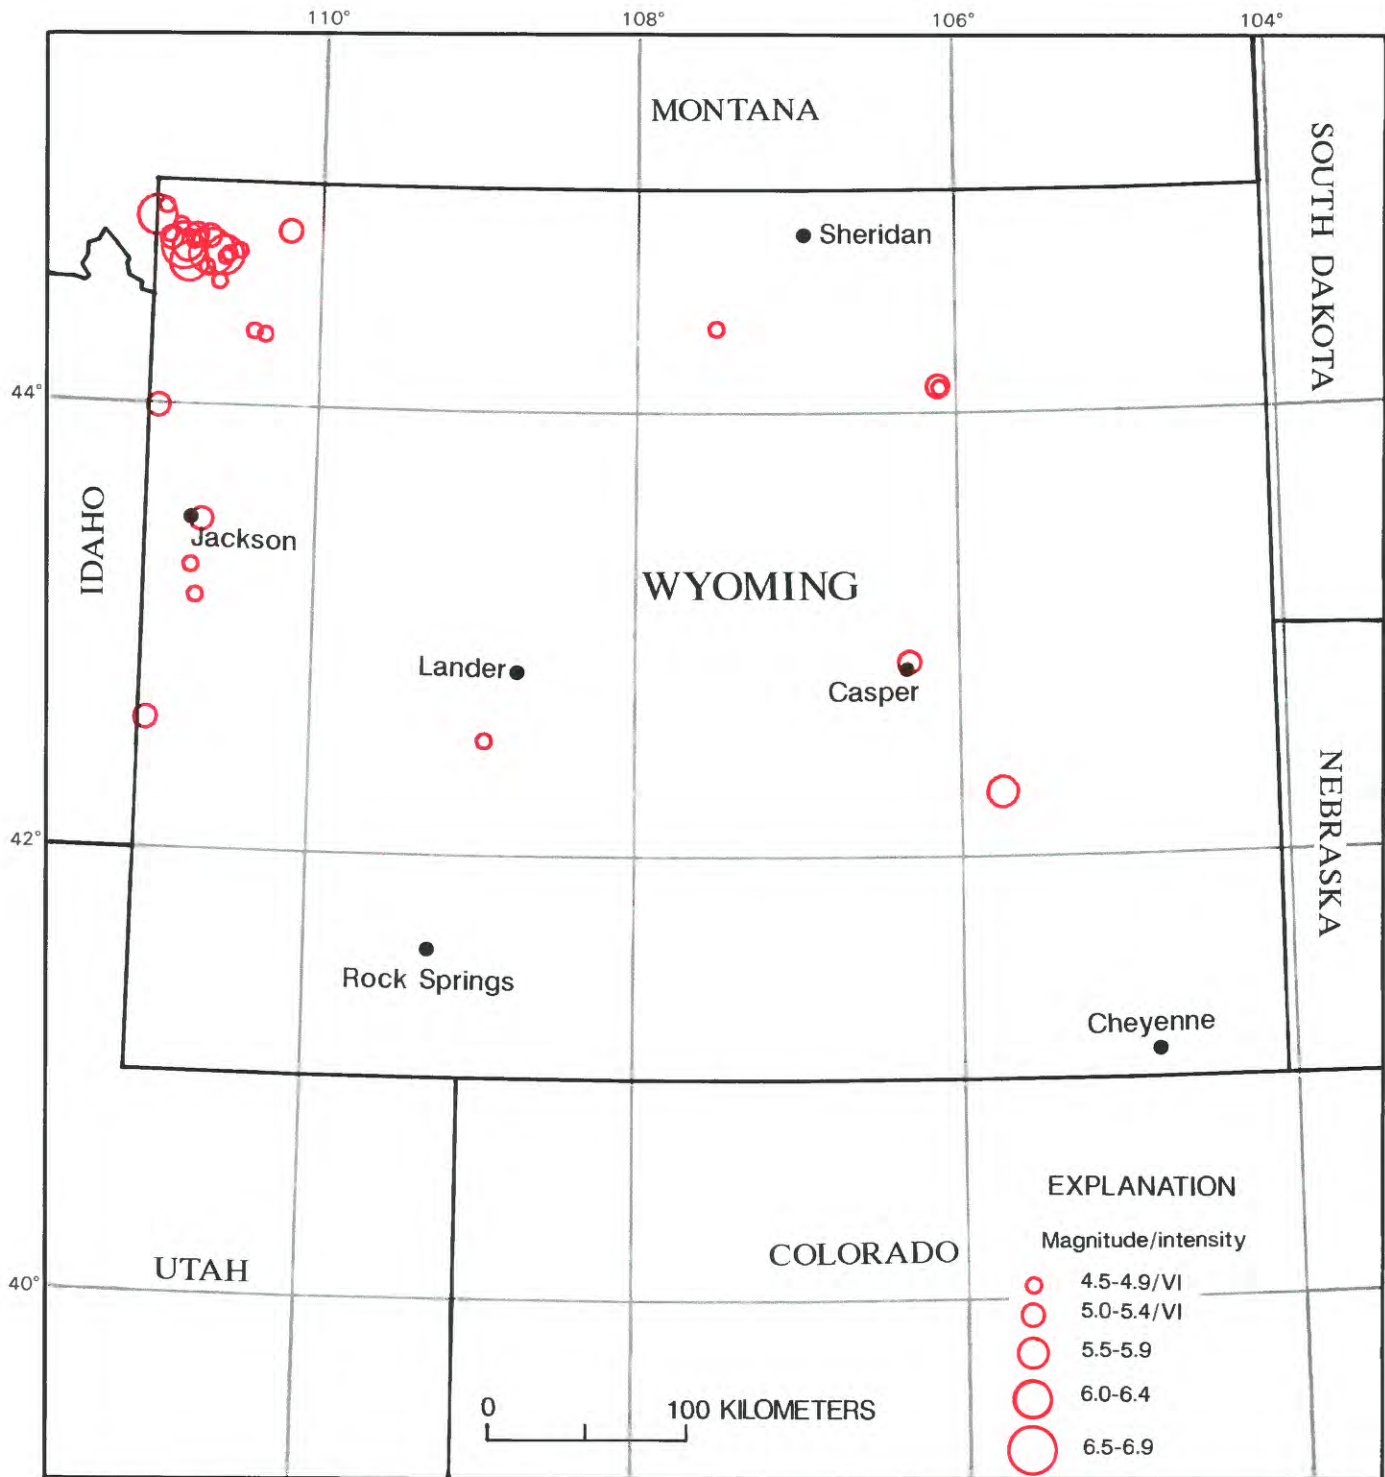 110° 108° 106° 104°
MONTANA
SOUTH DAKOTA
Sheridan
44°
IDAHO
Jackson
WYOMING
Lander
Casper
NEBRASKA
42°
Rock Springs
Cheyenne
EXPLANATION
Magnitude/intensity
UTAH
COLORADO
40°
4.5-4.9/VI
5.0-5.4/VI
5.5-5.9
6.0-6.4
6.5-6.9
0 100 KILOMETERS